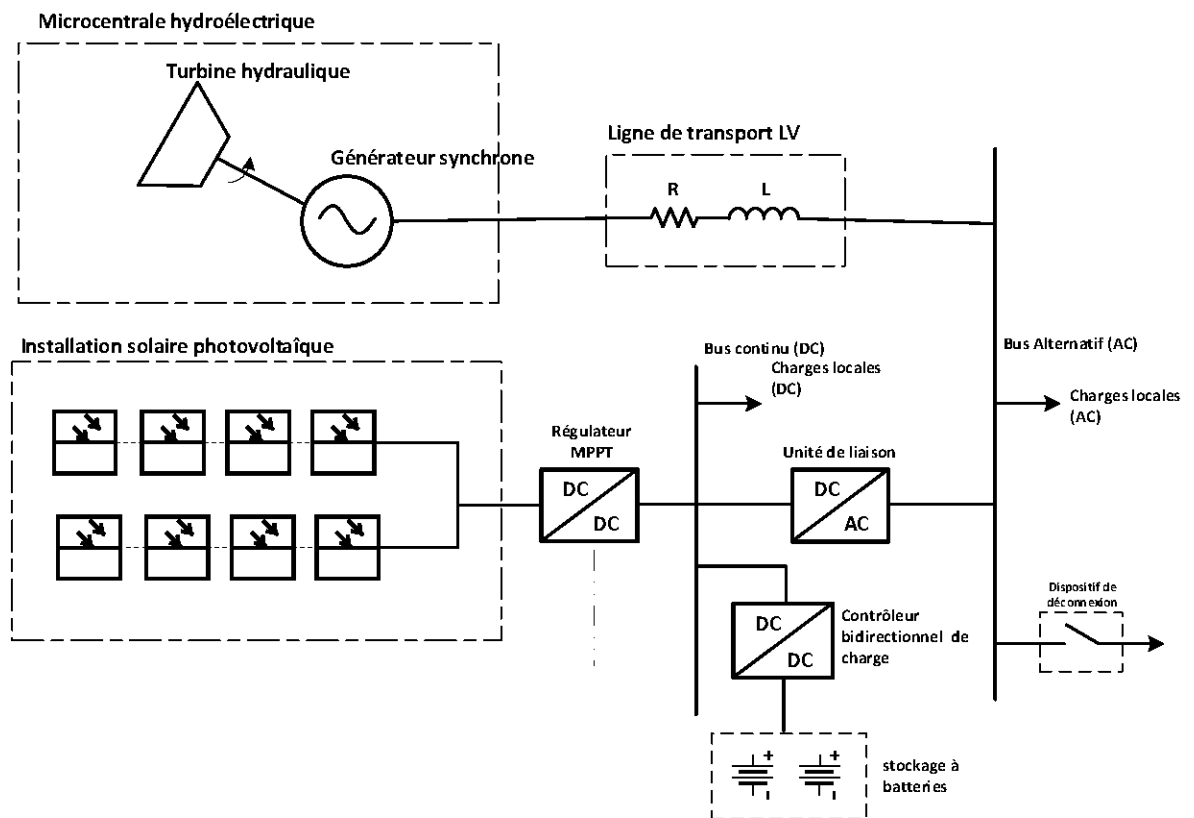 Microcentrale hydroélectrique
Turbine hydraulique
Générateur synchrone
Ligne de transport LV
R
L
Installation solaire photovoltaîque
Bus continu (DC)
Charges locales
(DC)
Bus Alternatif (AC)
Charges locales
(AC)
Régulateur
MPPT
DC
DC
Unité de liaison
DC
AC
Dispositif de
déconnexion
DC
DC
Contrôleur
bidirectionnel de
charge
+
+
stockage à
batteries